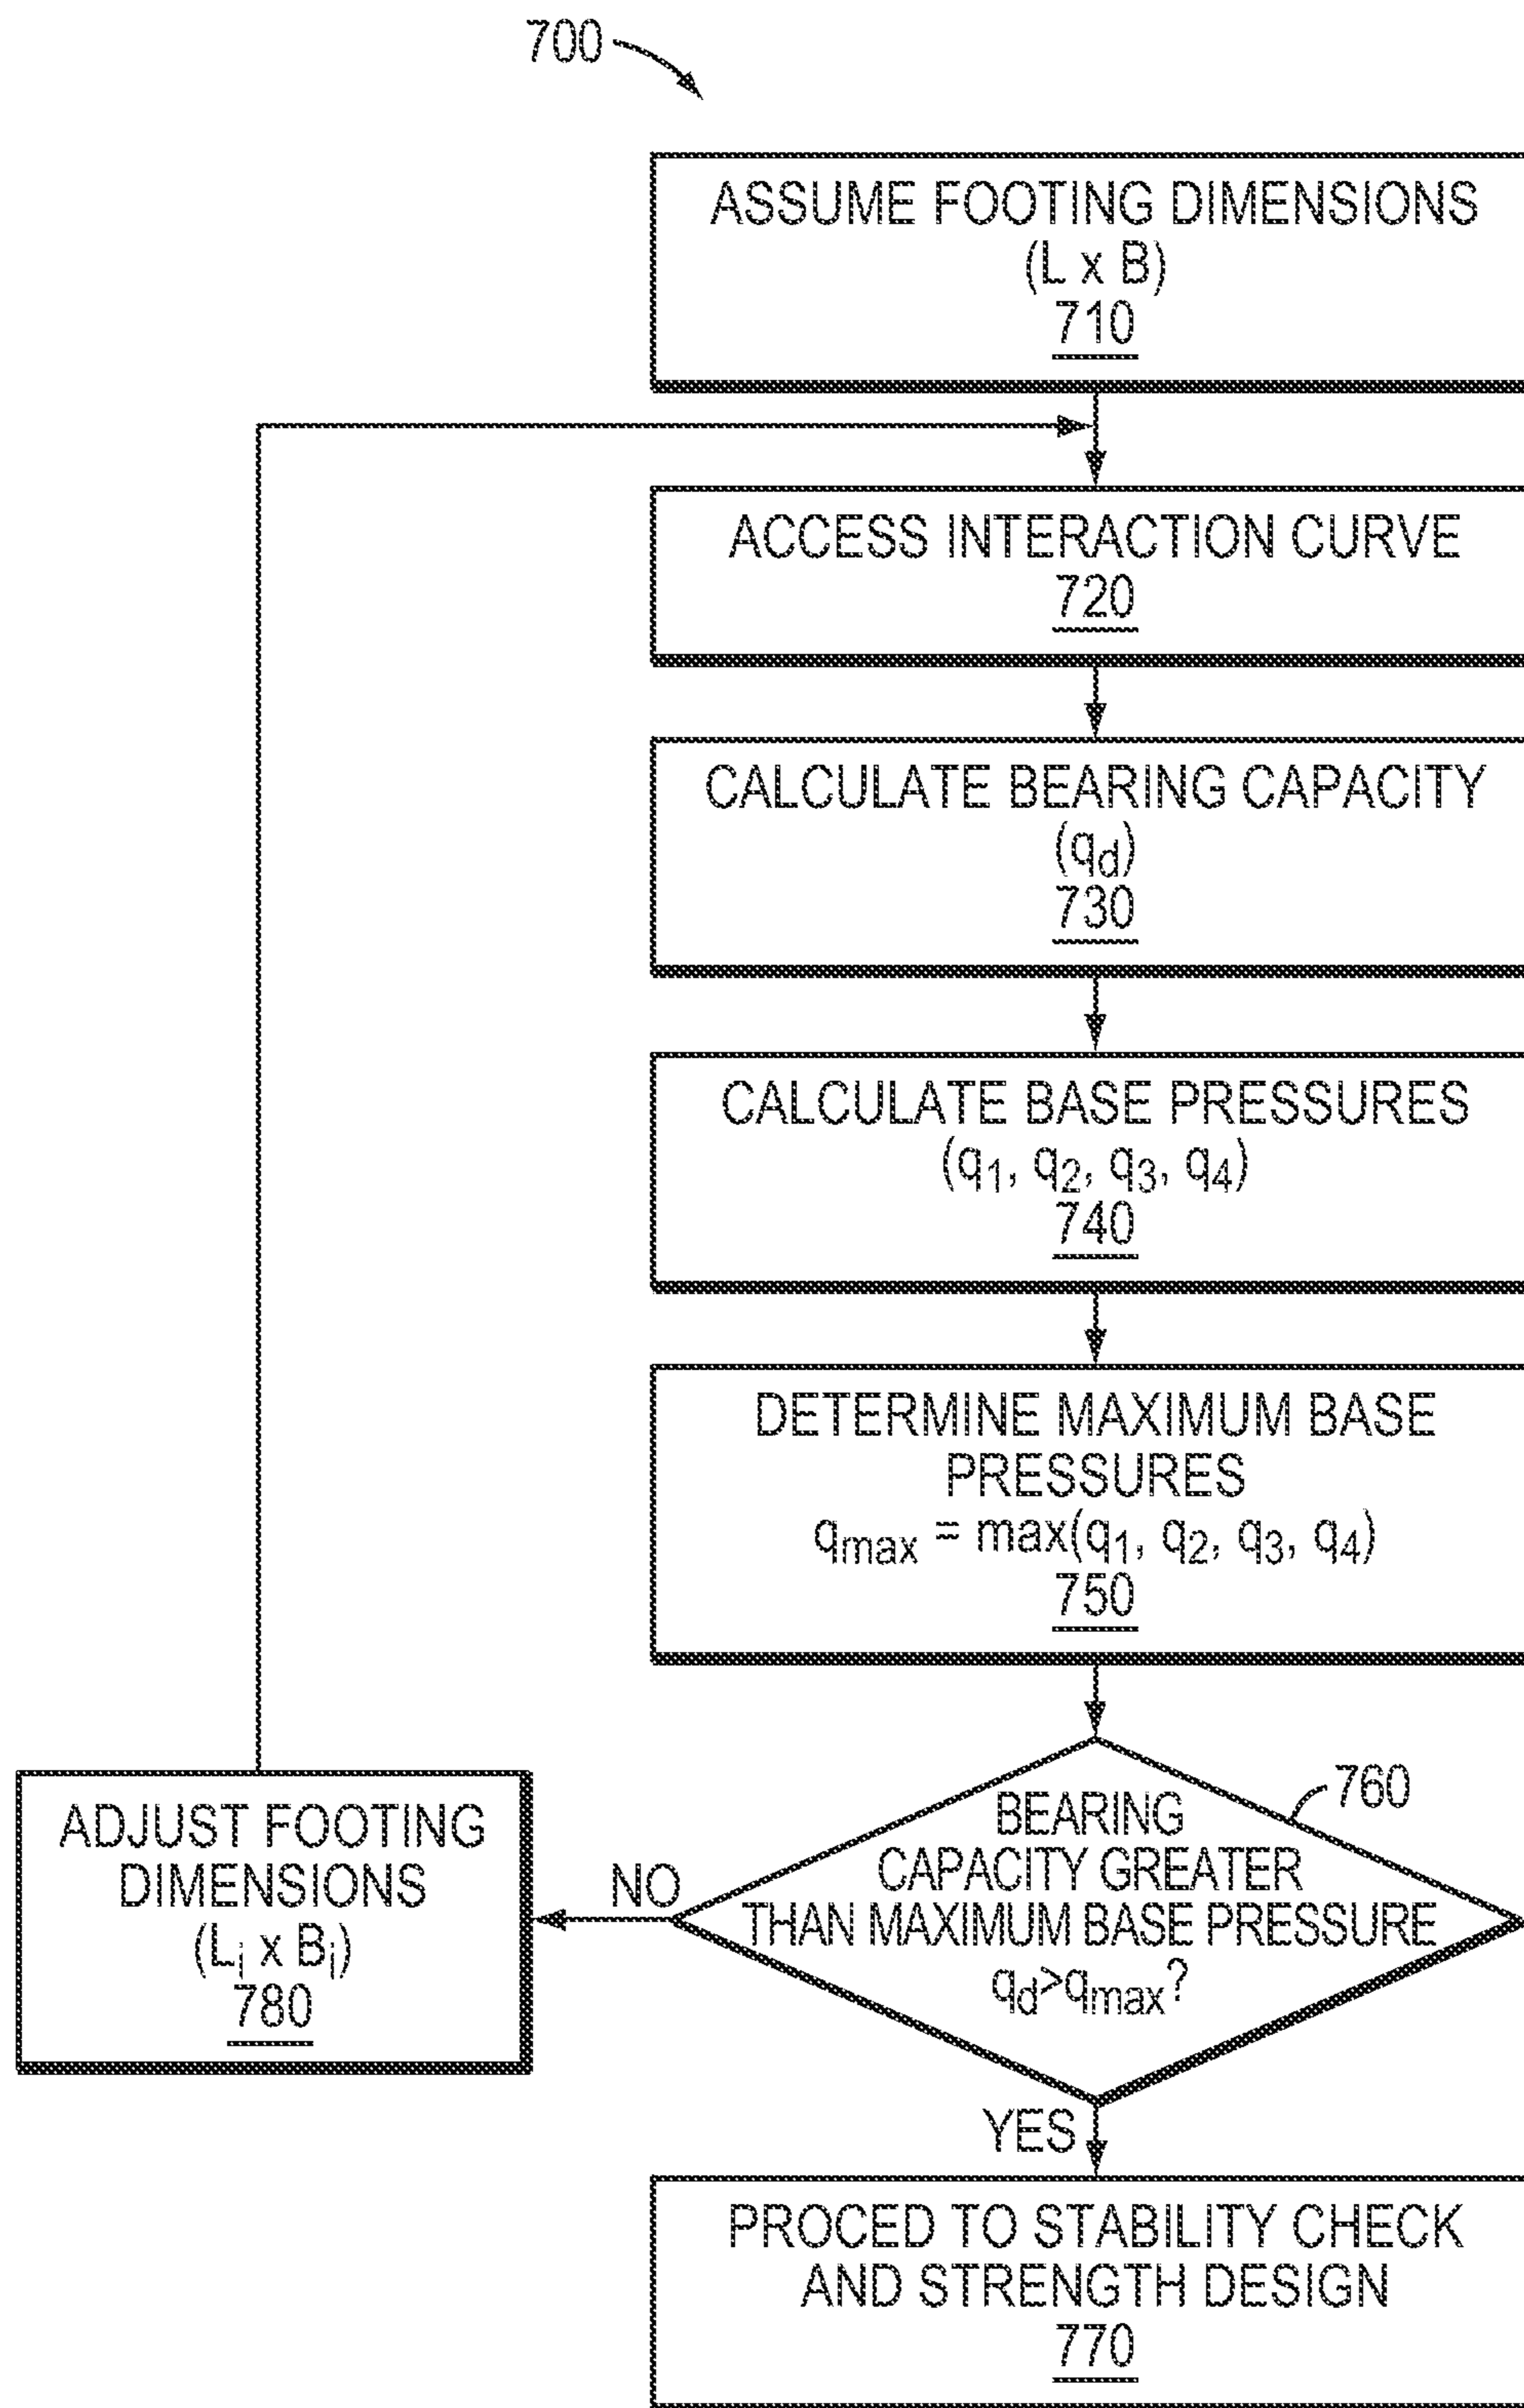 700
ASSUME FOOTING DIMENSIONS
(L x B)
710
ACCESS INTERACTION CURVE
720
CALCULATE BEARING CAPACITY
(qd)
730
CALCULATE BASE PRESSURES
(q1, q2, q3, q4)
740
DETERMINE MAXIMUM BASE
PRESSURES
qmax = max(q1, q2, q3, q4)
750
760
BEARING
CAPACITY GREATER
THAN MAXIMUM BASE PRESSURE
qd>qmax?
NO
ADJUST FOOTING
DIMENSIONS
(Li x Bi)
780
YES
PROCED TO STABILITY CHECK
AND STRENGTH DESIGN
770